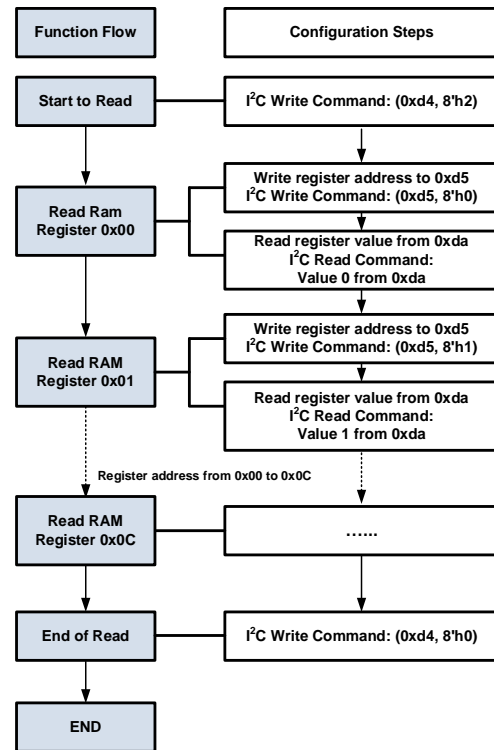 Function Flow
Configuration Steps
Start to Read
I²C Write Command: (0xd4, 8'h2)
Read Ram
Register 0x00
Write register address to 0xd5
I²C Write Command: (0xd5, 8'h0)
Read register value from 0xda
I²C Read Command:
Value 0 from 0xda
Read RAM
Register 0x01
Write register address to 0xd5
I²C Write Command: (0xd5, 8'h1)
Read register value from 0xda
I²C Read Command:
Value 1 from 0xda
Register address from 0x00 to 0x0C
Read RAM
Register 0x0C
......
End of Read
I²C Write Command: (0xd4, 8'h0)
END